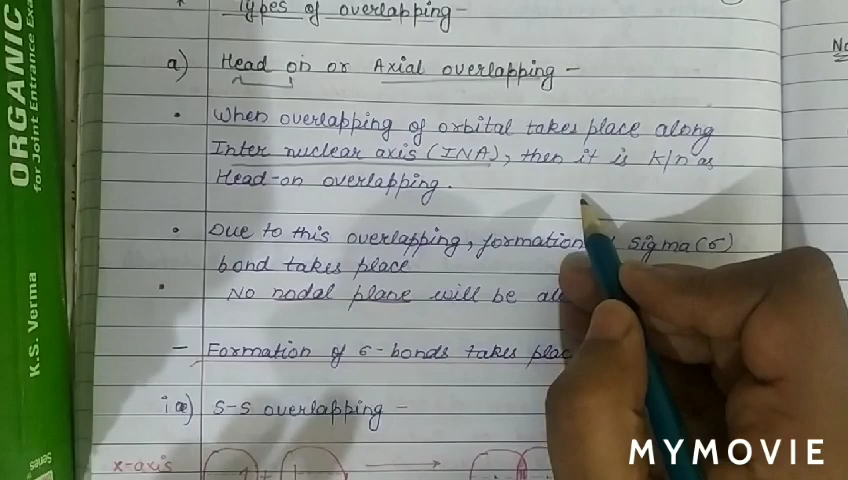 Types of overlapping-
a) Head on or Axial overlapping -
• When overlapping of orbital takes place along
Inter nuclear axis (INA), then it is k/n as
Head-on overlapping.
• Due to this overlapping, formation sigma (σ)
bond takes place
• No nodal plane will be
- Formation of σ-bonds takes
i) S-S overlapping -
x-axis
+
ORGANIC
for Joint Entrance Exa
K.S. Verma
Series
MYMOVIE